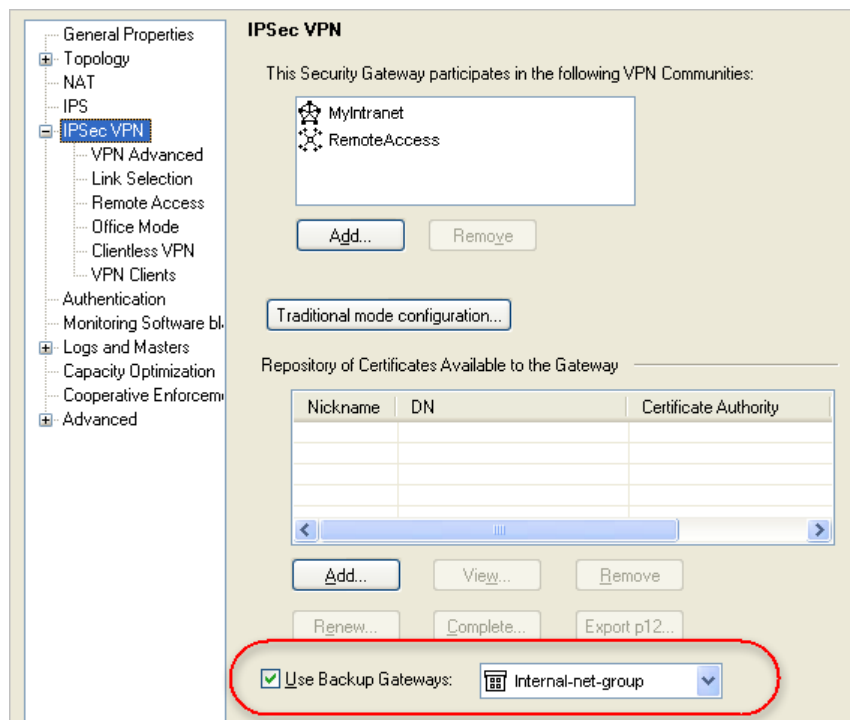 General Properties
Topology
NAT
IPS
IPSec VPN
VPN Advanced
Link Selection
Remote Access
Office Mode
Clientless VPN
VPN Clients
Authentication
Monitoring Software bl
Logs and Masters
Capacity Optimization
Cooperative Enforcem
Advanced
IPSec VPN
This Security Gateway participates in the following VPN Communities:
MyIntranet
RemoteAccess
Add... Remove
Traditional mode configuration...
Repository of Certificates Available to the Gateway
Nickname DN Certificate Authority
Add... View... Remove
Renew... Complete... Export p12...
Use Backup Gateways: Internal-net-group